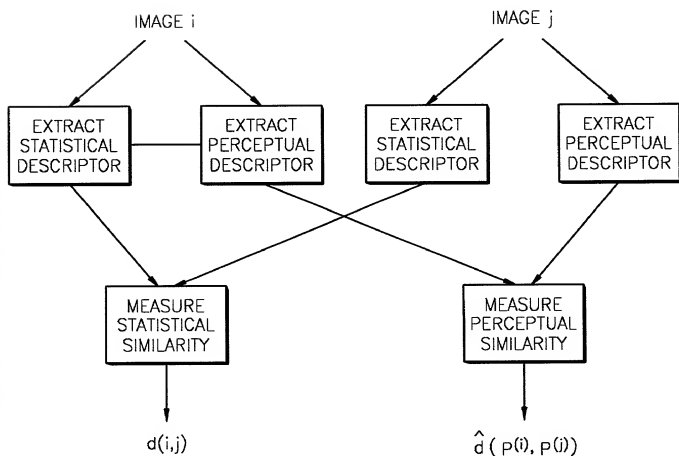 IMAGE i
IMAGE j
EXTRACT
STATISTICAL
DESCRIPTOR
EXTRACT
PERCEPTUAL
DESCRIPTOR
EXTRACT
STATISTICAL
DESCRIPTOR
EXTRACT
PERCEPTUAL
DESCRIPTOR
MEASURE
STATISTICAL
SIMILARITY
MEASURE
PERCEPTUAL
SIMILARITY
d(i,j)
d̂ ( p(i), p(j))